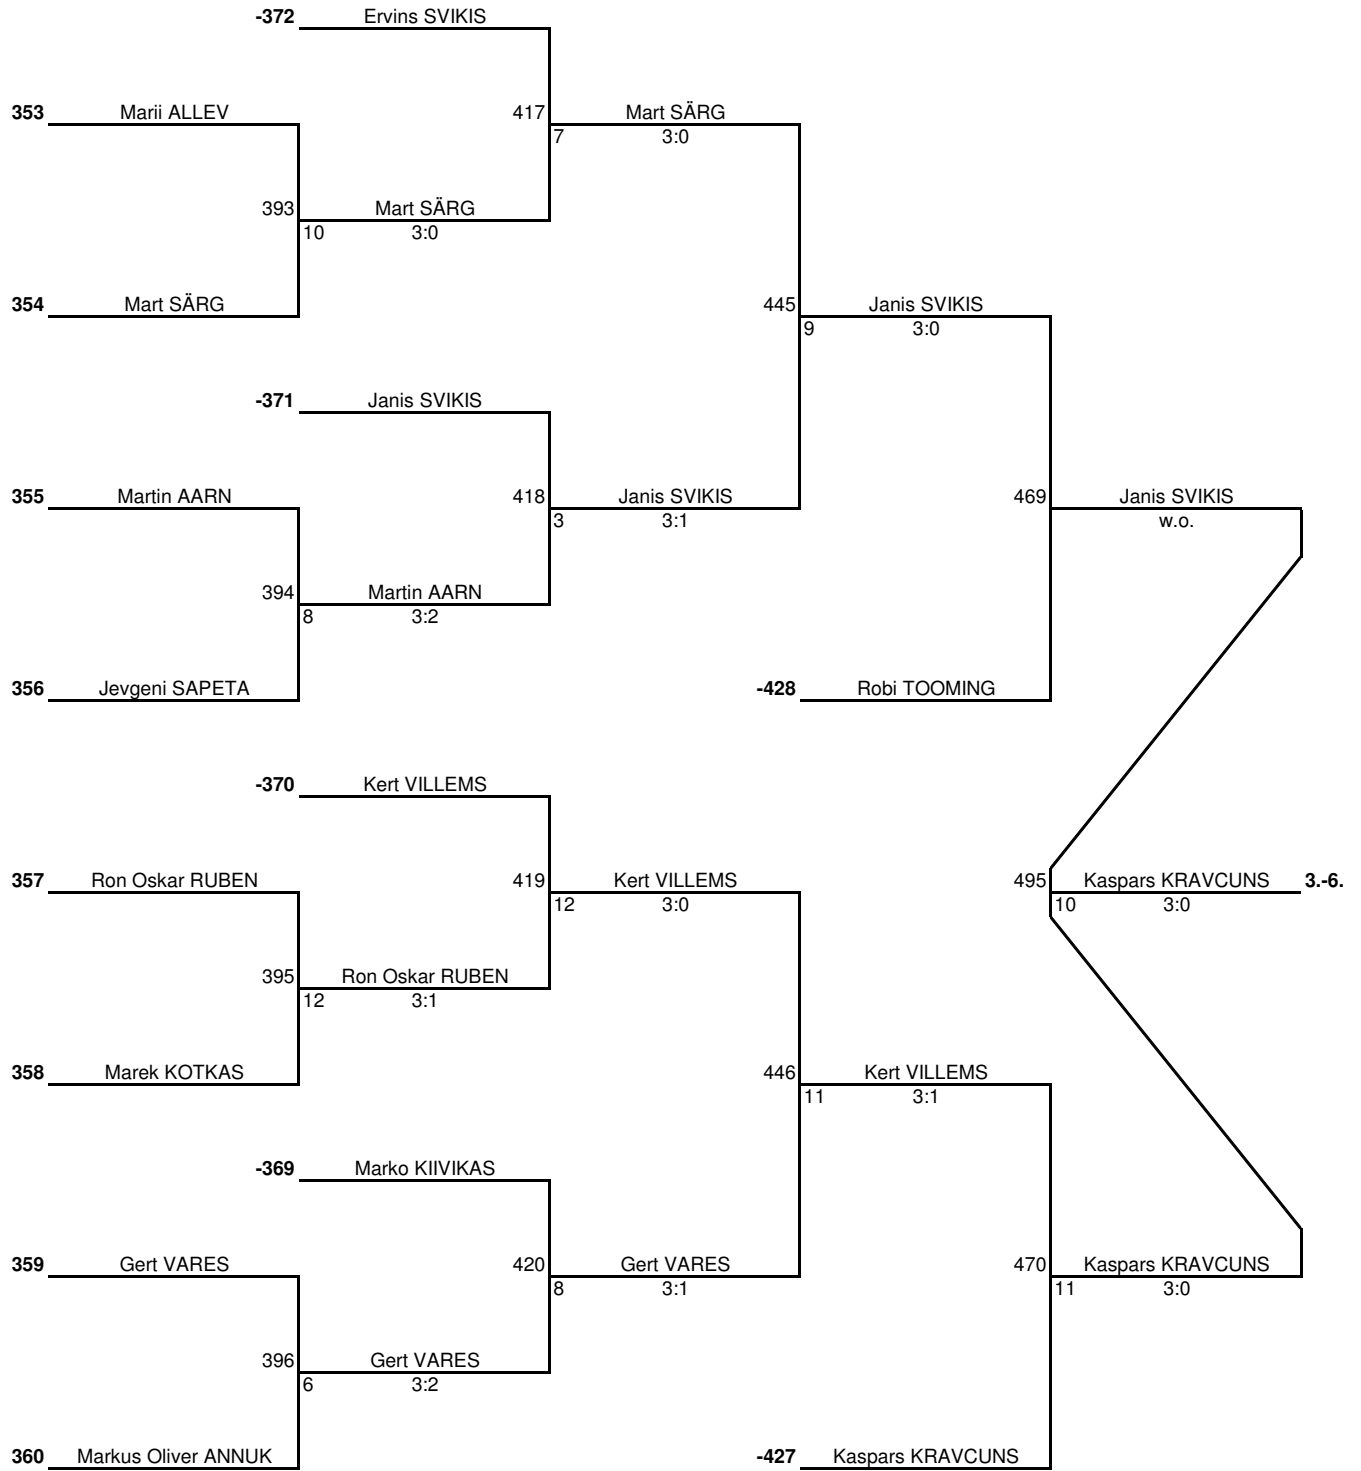 -372 Ervins SVIKIS
353 Marii ALLEV 417 Mart SÄRG
7 3:0
393 Mart SÄRG
10 3:0
354 Mart SÄRG 445 Janis SVIKIS
9 3:0
-371 Janis SVIKIS
355 Martin AARN 418 Janis SVIKIS 469 Janis SVIKIS
3 3:1 w.o.
394 Martin AARN
8 3:2
356 Jevgeni SAPETA -428 Robi TOOMING
-370 Kert VILLEMS
357 Ron Oskar RUBEN 419 Kert VILLEMS 495 Kaspars KRAVCUNS 3.-6.
12 3:0 10 3:0
395 Ron Oskar RUBEN
12 3:1
358 Marek KOTKAS 446 Kert VILLEMS
11 3:1
-369 Marko KIIVIKAS
359 Gert VARES 420 Gert VARES 470 Kaspars KRAVCUNS
8 3:1 11 3:0
396 Gert VARES
6 3:2
360 Markus Oliver ANNUK -427 Kaspars KRAVCUNS